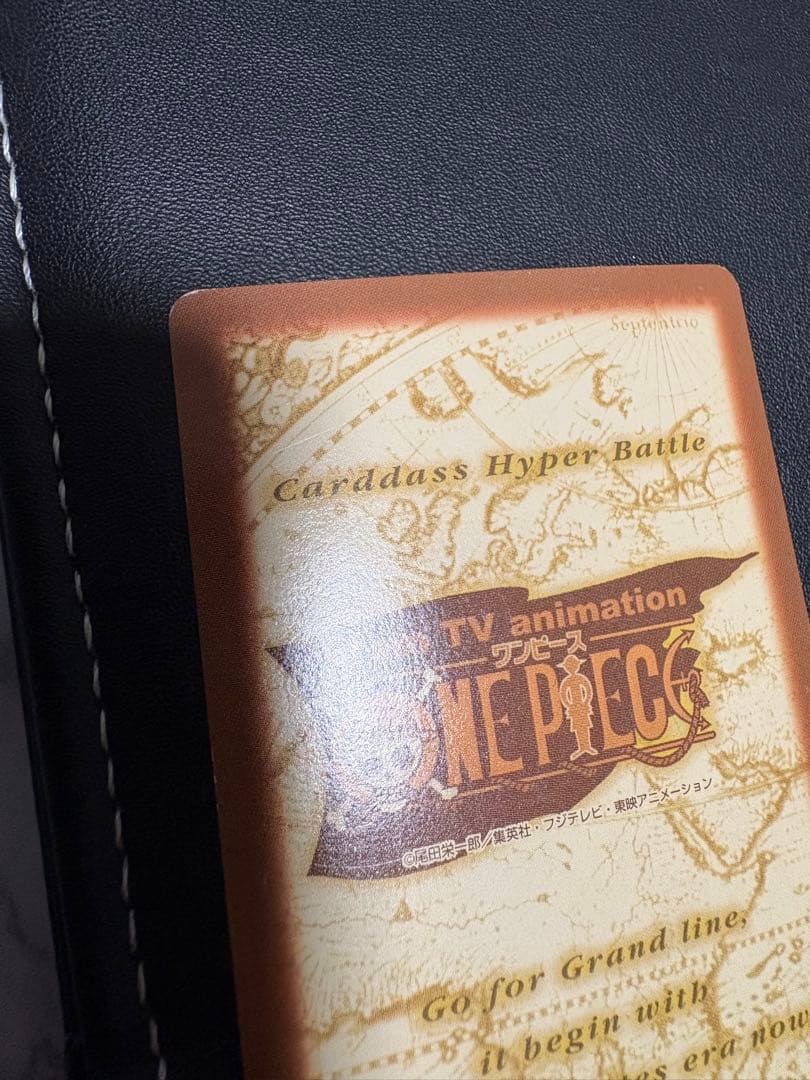 Septentrio
Carddass Hyper Battle
TV animation
ワンピース
ONE PIECE
©尾田栄一郎／集英社・フジテレビ・東映アニメーション
Go for Grand line,
it begin with
era now